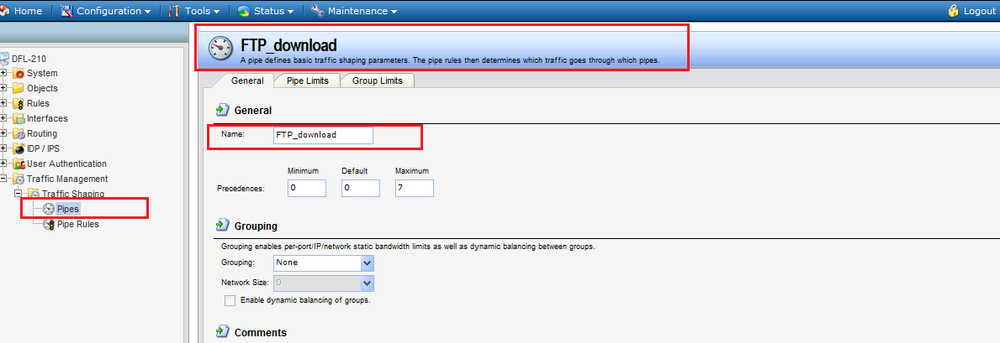 Home Configuration Tools Status Maintenance Logout
DFL-210
System
Objects
Rules
Interfaces
Routing
IDP / IPS
User Authentication
Traffic Management
Traffic Shaping
Pipes
Pipe Rules
FTP_download
A pipe defines basic traffic shaping parameters. The pipe rules then determines which traffic goes through which pipes.
General Pipe Limits Group Limits
General
Name: FTP_download
Minimum Default Maximum
Precedences: 0 0 7
Grouping
Grouping enables per-port/IP/network static bandwidth limits as well as dynamic balancing between groups.
Grouping: None
Network Size: 0
Enable dynamic balancing of groups.
Comments